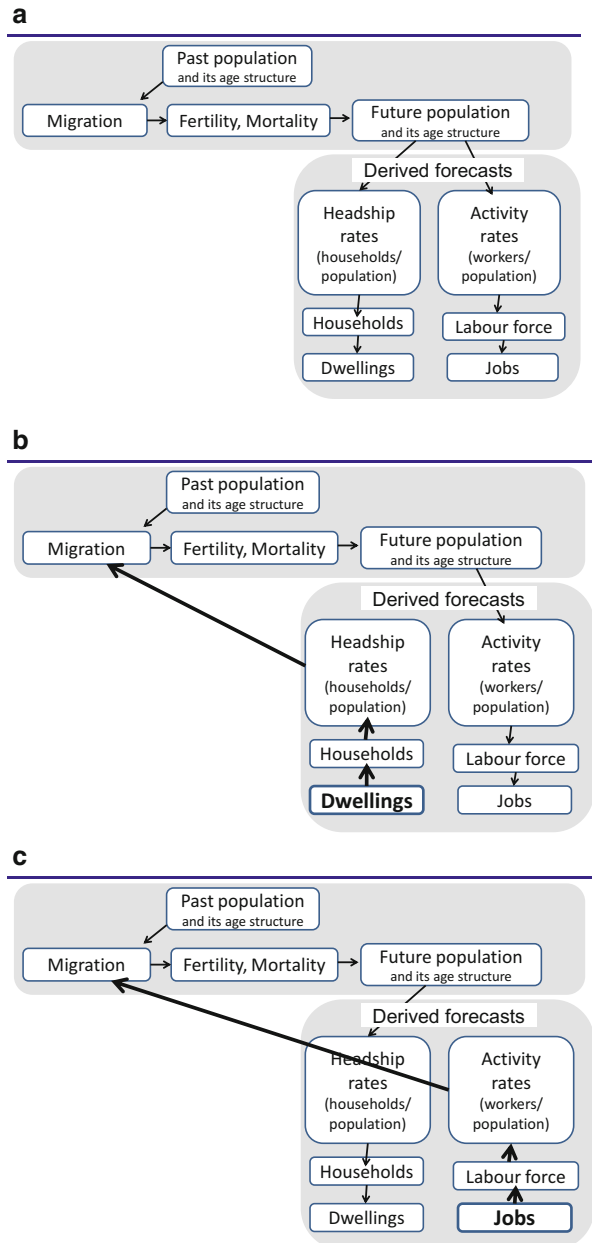 a
Past population
and its age structure
Migration
Fertility, Mortality
Future population
and its age structure
Derived forecasts
Headship
rates
(households/
population)
Activity
rates
(workers/
population)
Households
Labour force
Dwellings
Jobs
b
Past population
and its age structure
Migration
Fertility, Mortality
Future population
and its age structure
Derived forecasts
Headship
rates
(households/
population)
Activity
rates
(workers/
population)
Households
Labour force
Dwellings
Jobs
c
Past population
and its age structure
Migration
Fertility, Mortality
Future population
and its age structure
Derived forecasts
Headship
rates
(households/
population)
Activity
rates
(workers/
population)
Households
Labour force
Dwellings
Jobs